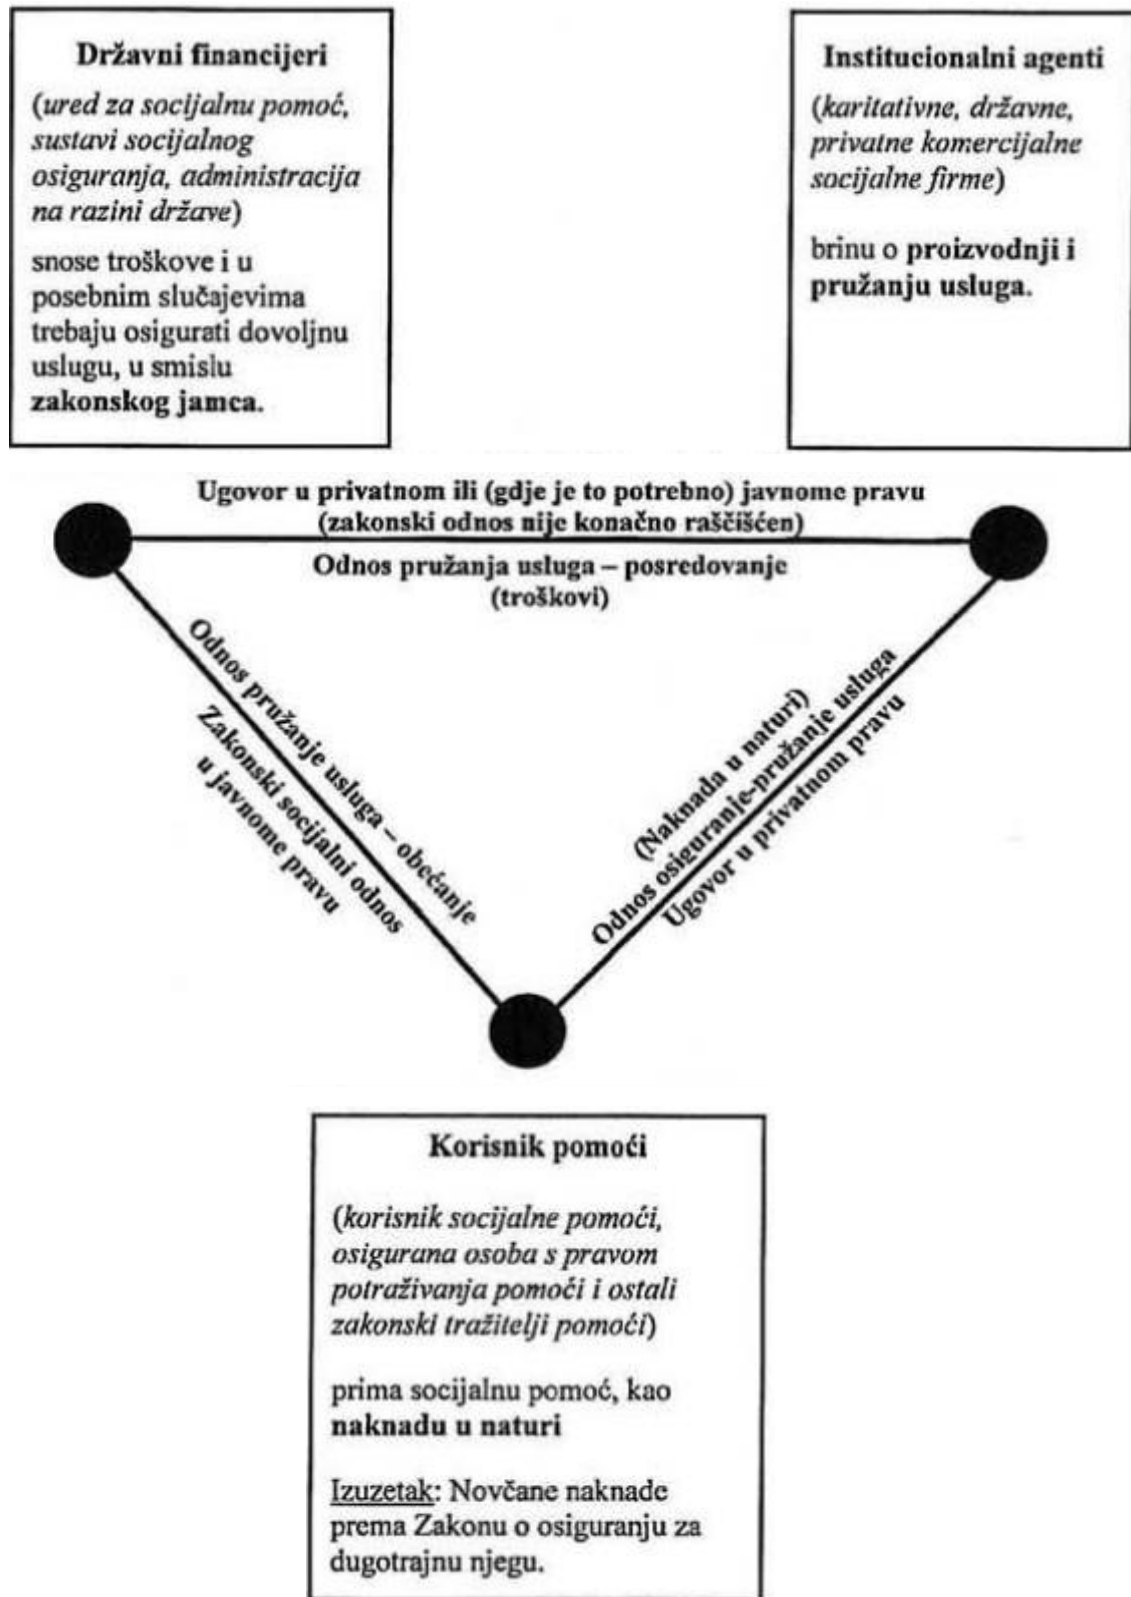 Državni financijeri
(ured za socijalnu pomoć,
sustavi socijalnog
osiguranja, administracija
na razini države)
snose troškove i u
posebnim slučajevima
trebaju osigurati dovoljnu
uslugu, u smislu
zakonskog jamca.
Institucionalni agenti
(karitativne, državne,
privatne komercijalne
socijalne firme)
brinu o proizvodnji i
pružanju usluga.
Ugovor u privatnom ili (gdje je to potrebno) javnome pravu
(zakonski odnos nije konačno raščišćen)
Odnos pružanja usluga – posredovanje
(troškovi)
Odnos pružanje usluga – obećanje
Zakonski socijalni odnos
u javnome pravu
(Naknada u naturi)
Odnos osiguranje-pružanje usluga
Ugovor u privatnom pravu
Korisnik pomoći
(korisnik socijalne pomoći,
osigurana osoba s pravom
potraživanja pomoći i ostali
zakonski tražitelji pomoći)
prima socijalnu pomoć, kao
naknadu u naturi
Izuzetak: Novčane naknade
prema Zakonu o osiguranju za
dugotrajnu njegu.